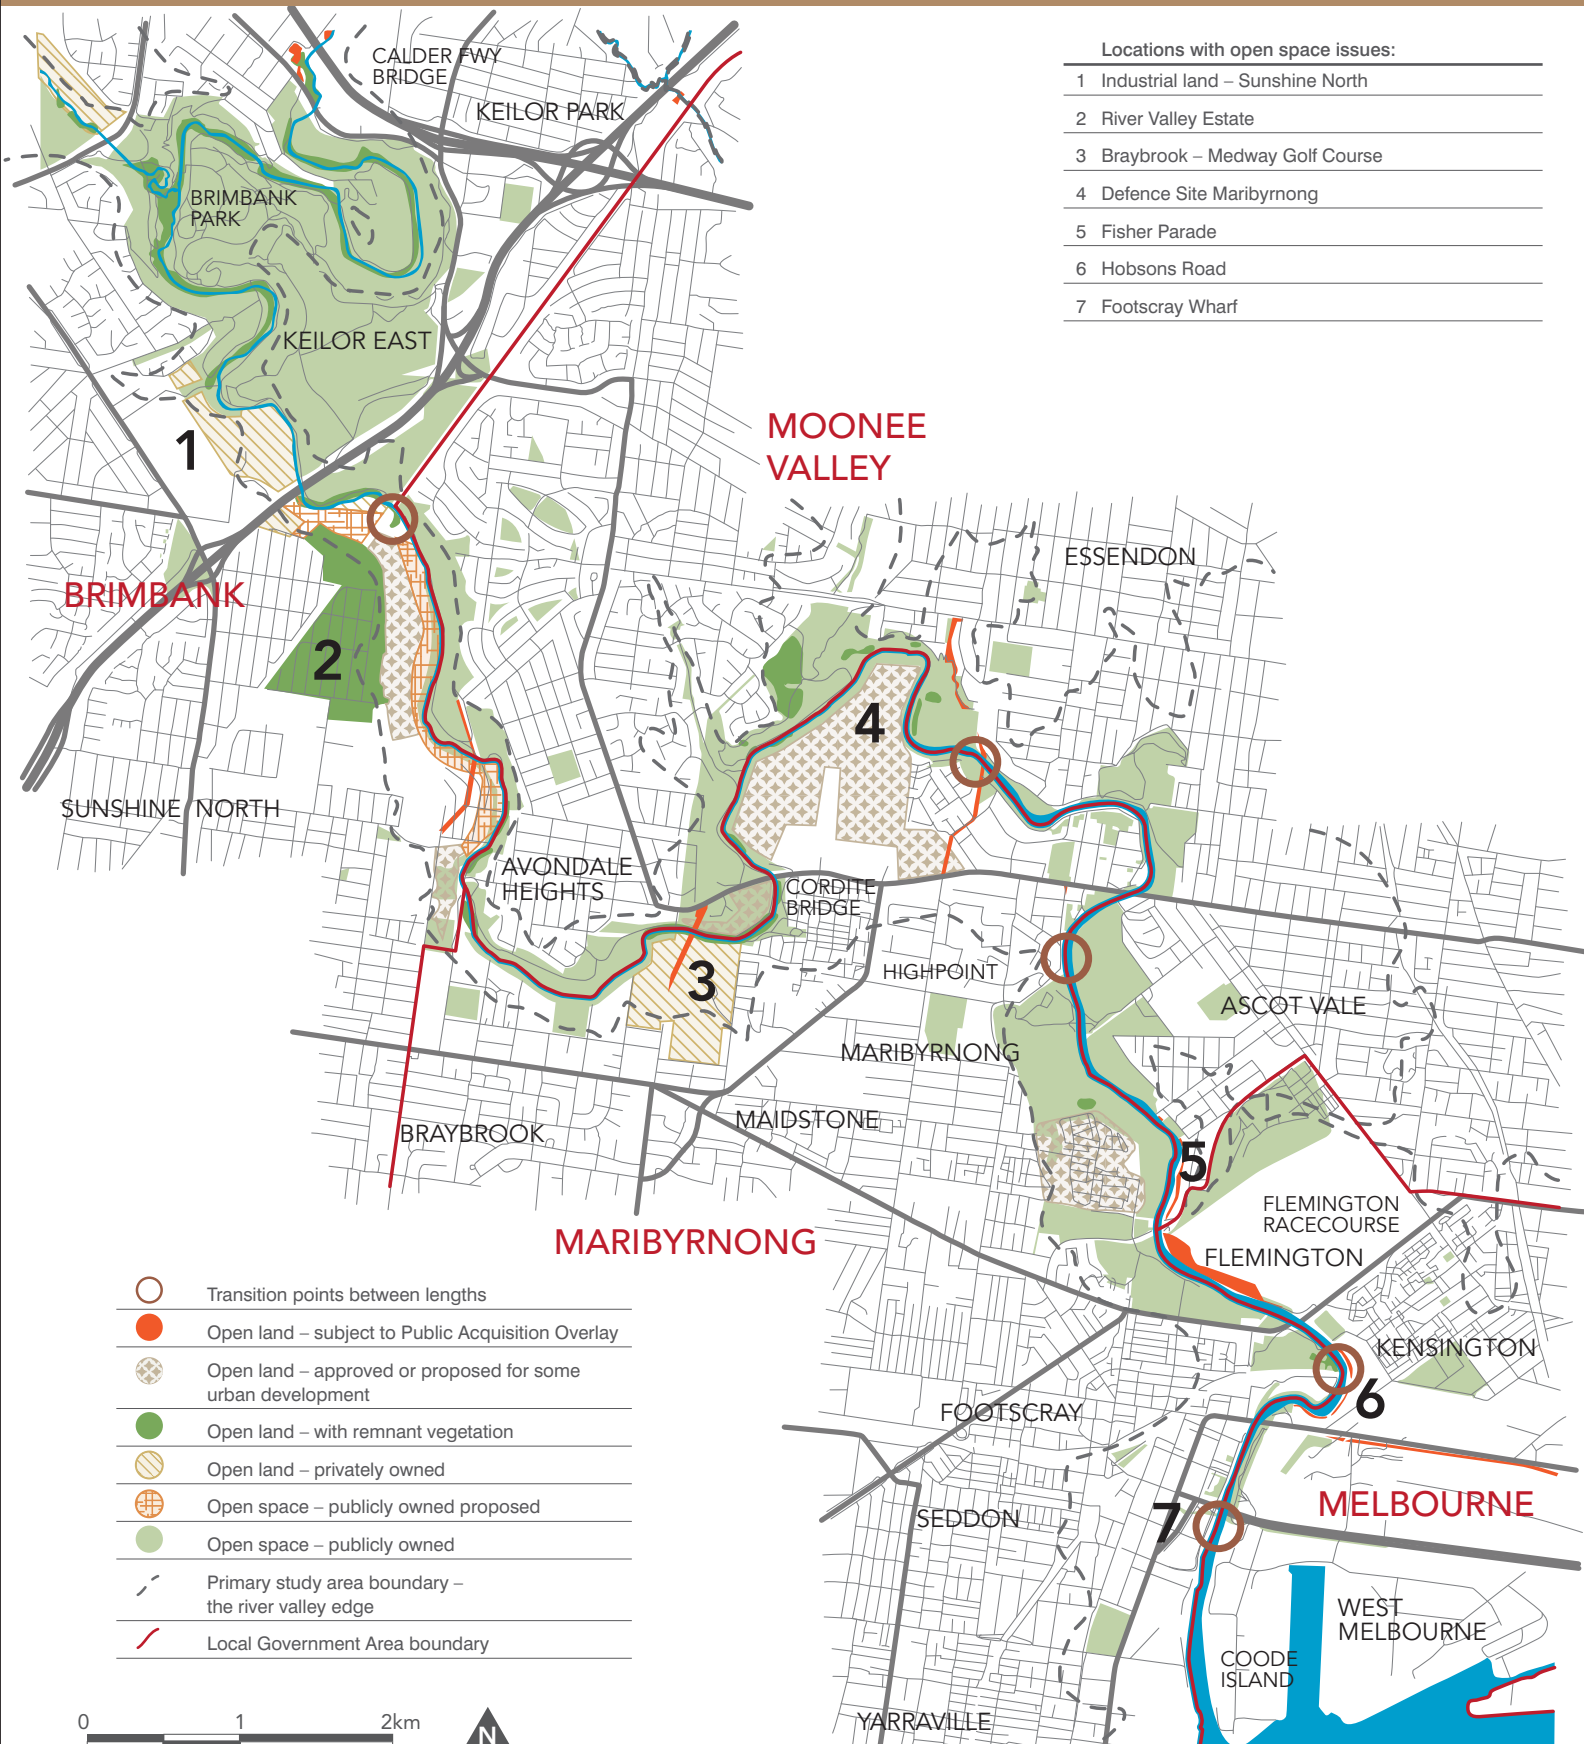 CALDER FWY
BRIDGE
KEILOR PARK
BRIMBANK
PARK
KEILOR EAST
Locations with open space issues:
1 Industrial land – Sunshine North
2 River Valley Estate
3 Braybrook – Medway Golf Course
4 Defence Site Maribyrnong
5 Fisher Parade
6 Hobsons Road
7 Footscray Wharf
MOONEE
VALLEY
1
ESSENDON
BRIMBANK
2
4
SUNSHINE NORTH
AVONDALE
HEIGHTS
CORDITE
BRIDGE
3
HIGHPOINT
ASCOT VALE
MARIBYRNONG
MAIDSTONE
BRAYBROOK
5
FLEMINGTON
RACECOURSE
MARIBYRNONG
FLEMINGTON
KENSINGTON
6
FOOTSCRAY
MELBOURNE
SEDDON
7
WEST
MELBOURNE
COODE
ISLAND
YARRAVILLE
Transition points between lengths
Open land – subject to Public Acquisition Overlay
Open land – approved or proposed for some
urban development
Open land – with remnant vegetation
Open land – privately owned
Open space – publicly owned proposed
Open space – publicly owned
Primary study area boundary –
the river valley edge
Local Government Area boundary
0 1 2km
N